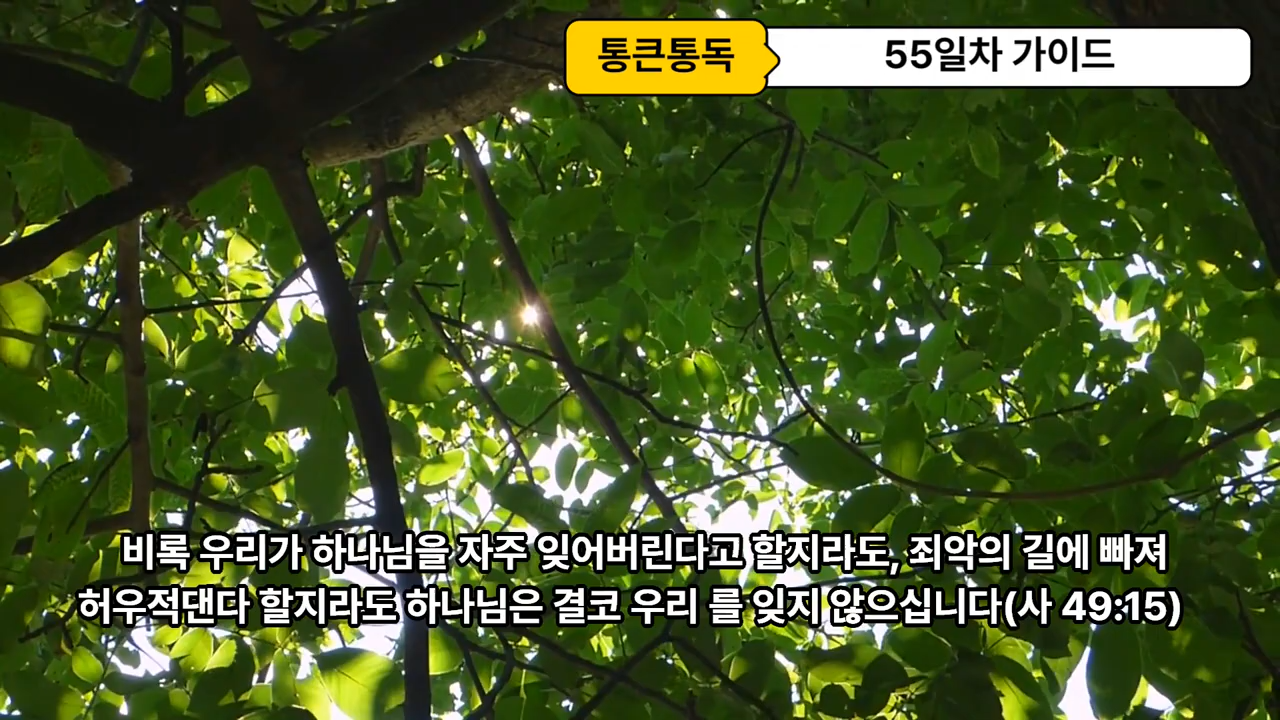 통큰통독
55일차 가이드
비록 우리가 하나님을 자주 잊어버린다고 할지라도, 죄악의 길에 빠져
허우적댄다 할지라도 하나님은 결코 우리 를 잊지 않으십니다(사 49:15)